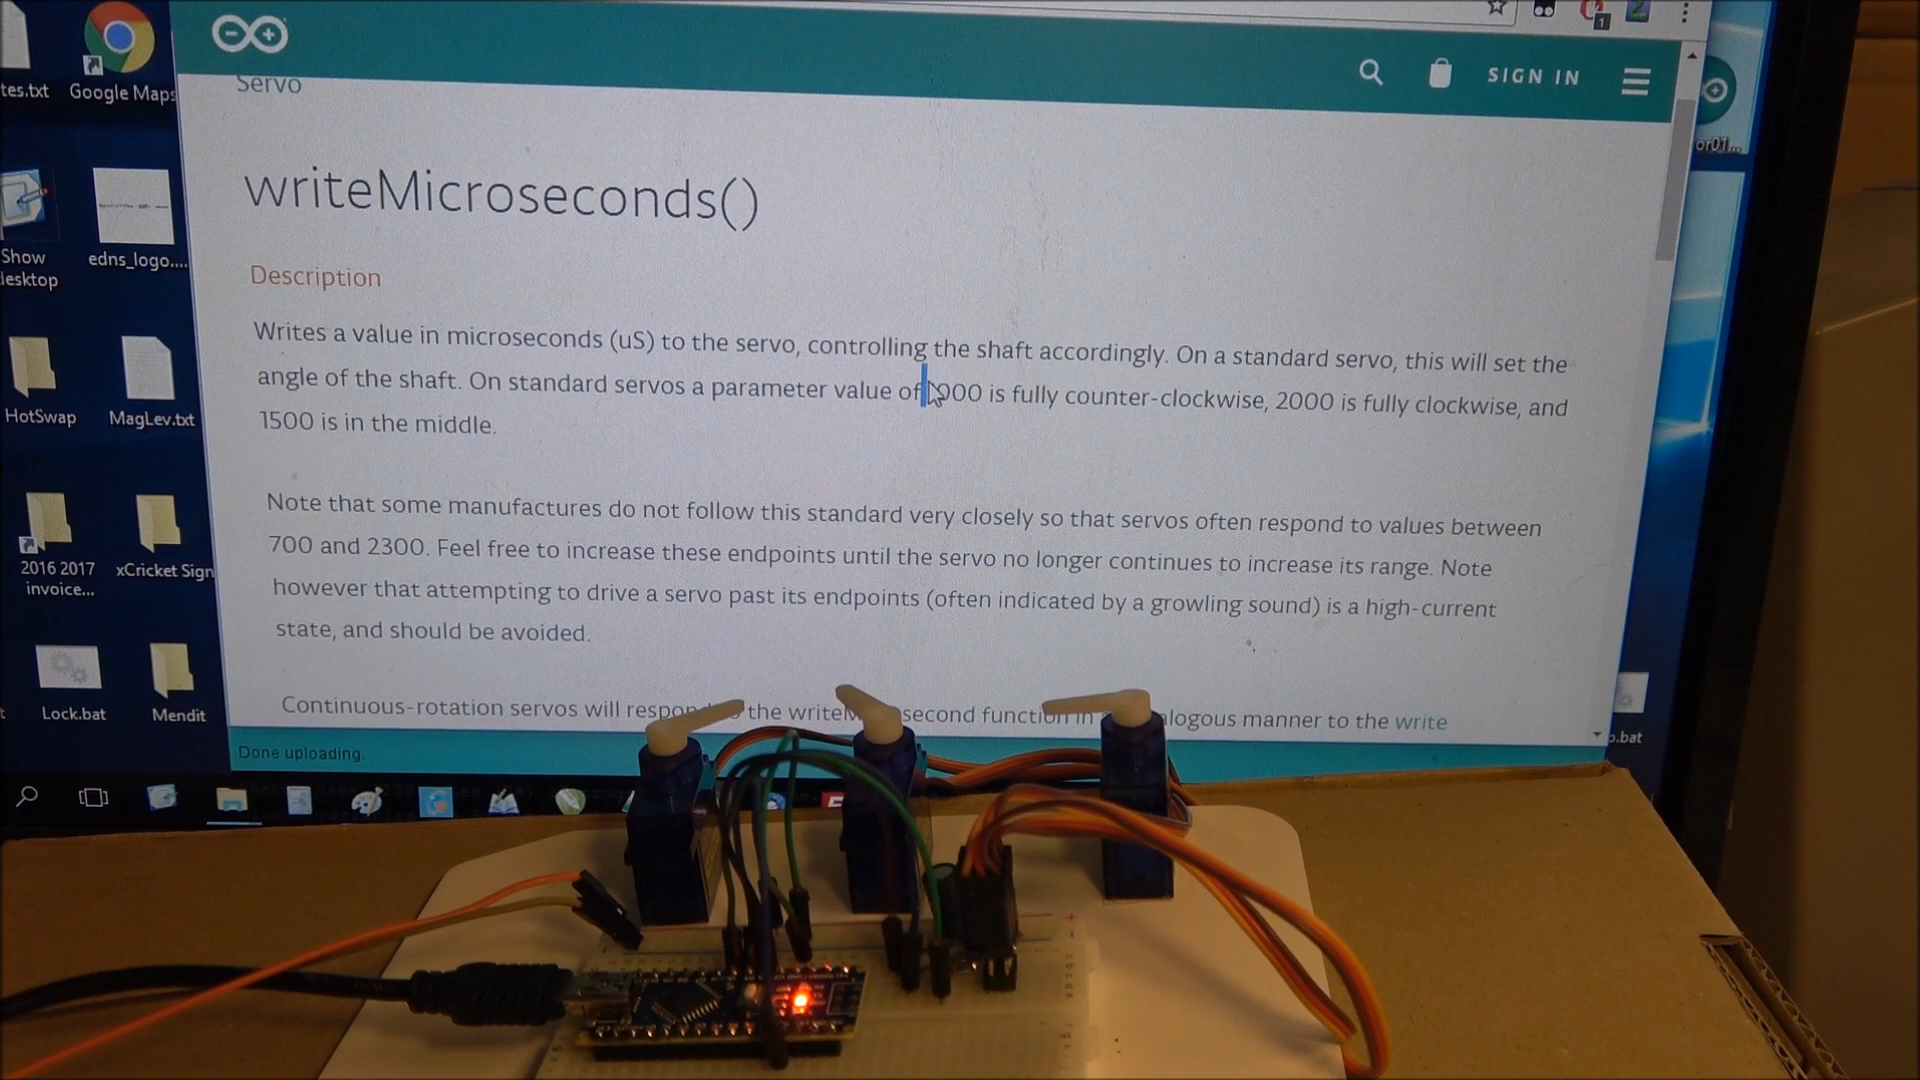 tes.txt
Google Maps
1
SIGN IN
Servo
or01...
writeMicroseconds()
Show
desktop
edns_logo....
Description
Writes a value in microseconds (uS) to the servo, controlling the shaft accordingly. On a standard servo, this will set the
angle of the shaft. On standard servos a parameter value of 000 is fully counter-clockwise, 2000 is fully clockwise, and
1500 is in the middle.
HotSwap
MagLev.txt
Note that some manufactures do not follow this standard very closely so that servos often respond to values between
700 and 2300. Feel free to increase these endpoints until the servo no longer continues to increase its range. Note
however that attempting to drive a servo past its endpoints (often indicated by a growling sound) is a high-current
state, and should be avoided.
2016 2017
invoice...
xCricket Sign
Continuous-rotation servos will respon the writeM second function in alogous manner to the write
Lock.bat
Mendit
o.bat
Done uploading.